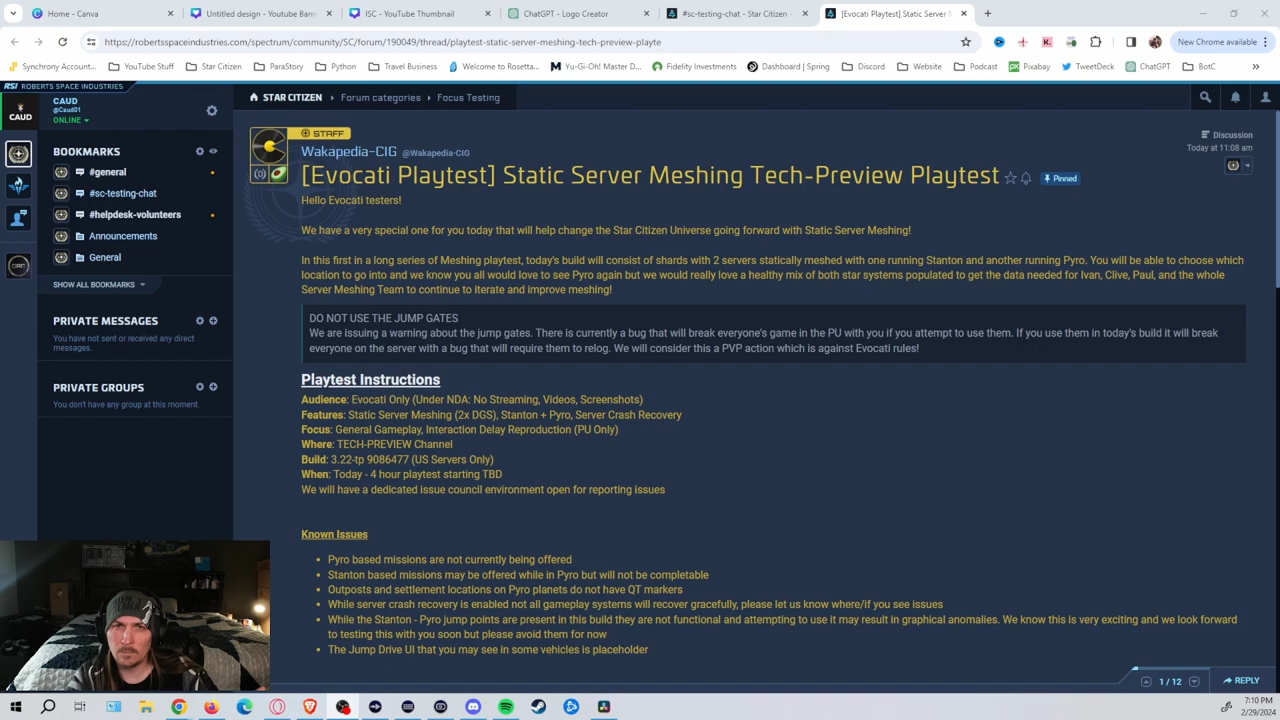 Home - Canva
Untitled design - Youtube Bann
ISC - YouTube Thumbnail
ChatGPT - Logo Creator
#sc-testing-chat - Star Citizen -
[Evocati Playtest] Static Server M
https://robertsspaceindustries.com/spectrum/community/SC/forum/190049/thread/playtest-static-server-meshing-tech-preview-playte
New Chrome available
Synchrony Account...
YouTube Stuff
Star Citizen
ParaStory
Python
Travel Business
Welcome to Rosetta...
Yu-Gi-Oh! Master D...
Fidelity Investments
Dashboard | Spring
Discord
Website
Podcast
Pixabay
TweetDeck
ChatGPT
BotC
RSI ROBERTS SPACE INDUSTRIES
CAUD
CAUD
@Caud01
ONLINE
STAR CITIZEN
Forum categories
Focus Testing
BOOKMARKS
#general
#sc-testing-chat
#helpdesk-volunteers
Announcements
General
SHOW ALL BOOKMARKS
PRIVATE MESSAGES
You have not sent or received any direct
messages.
PRIVATE GROUPS
You don't have any group at this moment.
STAFF
Wakapedia-CIG @Wakapedia-CIG
Discussion
Today at 11:08 am
[Evocati Playtest] Static Server Meshing Tech-Preview Playtest
Pinned
Hello Evocati testers!
We have a very special one for you today that will help change the Star Citizen Universe going forward with Static Server Meshing!
In this first in a long series of Meshing playtest, today's build will consist of shards with 2 servers statically meshed with one running Stanton and another running Pyro. You will be able to choose which
location to go into and we know you all would love to see Pyro again but we would really love a healthy mix of both star systems populated to get the data needed for Ivan, Clive, Paul, and the whole
Server Meshing Team to continue to iterate and improve meshing!
DO NOT USE THE JUMP GATES
We are issuing a warning about the jump gates. There is currently a bug that will break everyone's game in the PU with you if you attempt to use them. If you use them in today's build it will break
everyone on the server with a bug that will require them to relog. We will consider this a PVP action which is against Evocati rules!
Playtest Instructions
Audience: Evocati Only (Under NDA: No Streaming, Videos, Screenshots)
Features: Static Server Meshing (2x DGS), Stanton + Pyro, Server Crash Recovery
Focus: General Gameplay, Interaction Delay Reproduction (PU Only)
Where: TECH-PREVIEW Channel
Build: 3.22-tp 9086477 (US Servers Only)
When: Today - 4 hour playtest starting TBD
We will have a dedicated issue council environment open for reporting Issues
Known Issues
• Pyro based missions are not currently being offered
• Stanton based missions may be offered while in Pyro but will not be completable
• Outposts and settlement locations on Pyro planets do not have QT markers
• While server crash recovery is enabled not all gameplay systems will recover gracefully, please let us know where/if you see issues
• While the Stanton - Pyro jump points are present in this build they are not functional and attempting to use it may result in graphical anomalies. We know this is very exciting and we look forward
to testing this with you soon but please avoid them for now
• The Jump Drive UI that you may see in some vehicles is placeholder
1 / 12
REPLY
7:10 PM
2/29/2024